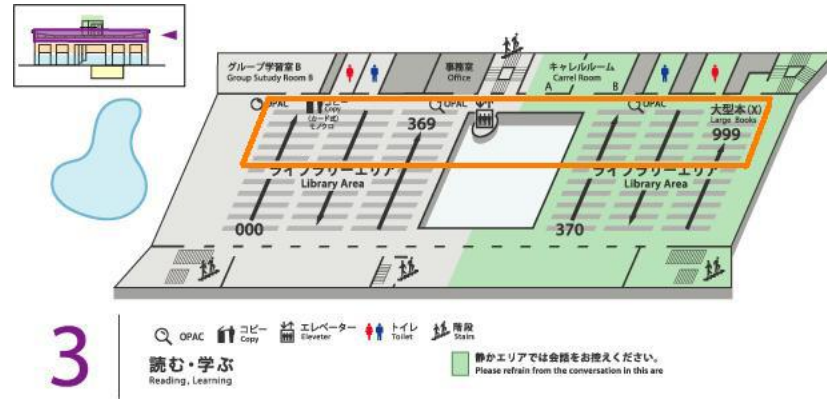 グループ学習室 B
Group Sutudy Room B
事務室
Office
キャレルルーム
Carrel Room
A
B
OPAC
コピー
Copy
(カード式)
モノクロ
OPAC
OPAC
大型本(X)
Large Books
369
999
ライブラリーエリア
Library Area
ライブラリーエリア
Library Area
000
370
3
OPAC
コピー
Copy
エレベーター
Eleveter
トイレ
Toilet
階段
Stairs
読む・学ぶ
Reading, Learning
静かエリアでは会話をお控えください。
Please refrain from the conversation in this are